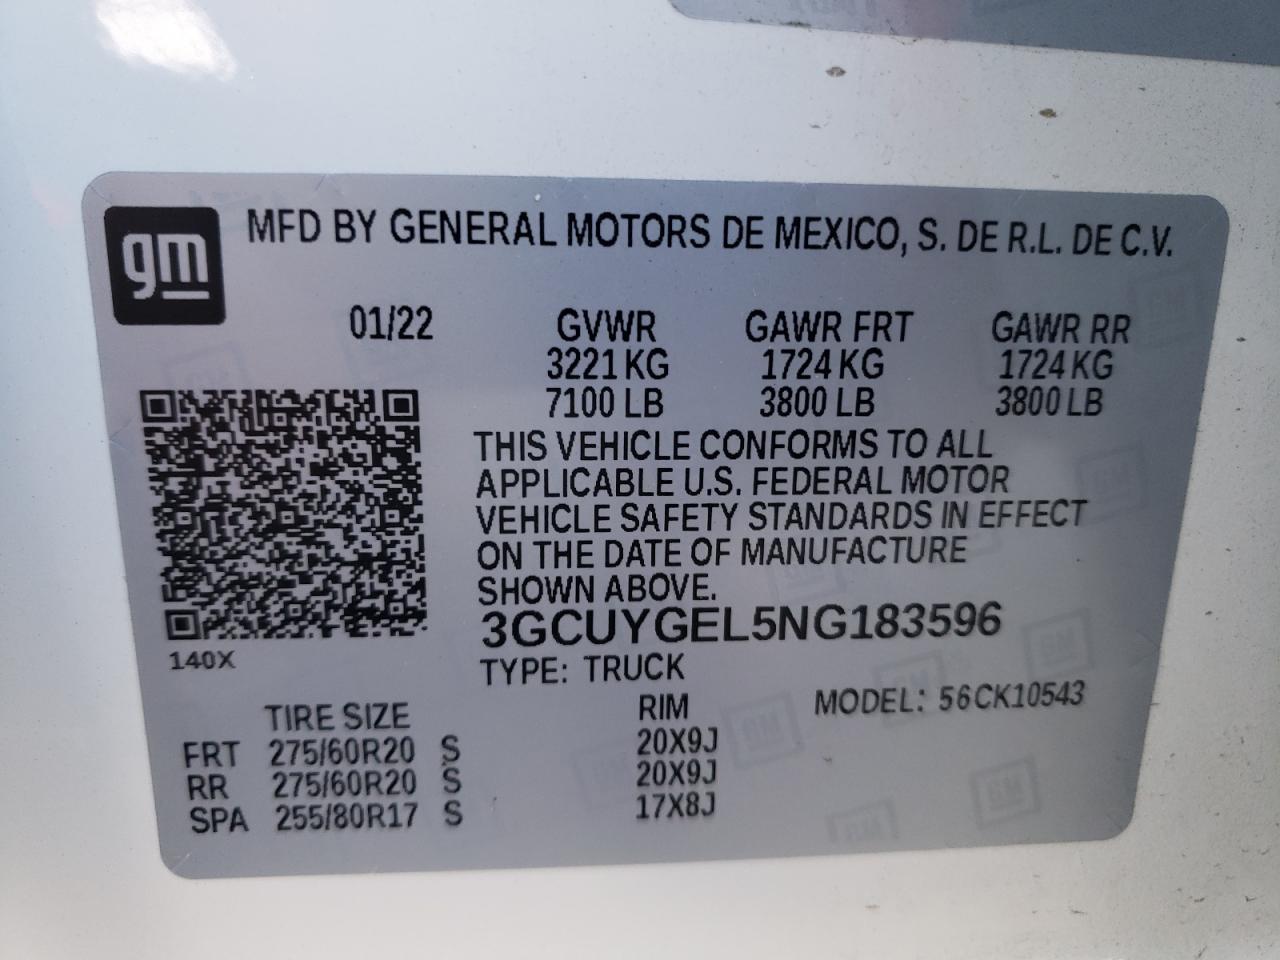 gm
MFD BY GENERAL MOTORS DE MEXICO, S. DE R.L. DE C.V.
01/22 GVWR GAWR FRT GAWR RR
3221 KG 1724 KG 1724 KG
7100 LB 3800 LB 3800 LB
THIS VEHICLE CONFORMS TO ALL
APPLICABLE U.S. FEDERAL MOTOR
VEHICLE SAFETY STANDARDS IN EFFECT
ON THE DATE OF MANUFACTURE
SHOWN ABOVE.
3GCUYGEL5NG183596
140X
TYPE: TRUCK
MODEL: 56CK10543
TIRE SIZE RIM
FRT 275/60R20 S 20X9J
RR 275/60R20 S 20X9J
SPA 255/80R17 S 17X8J